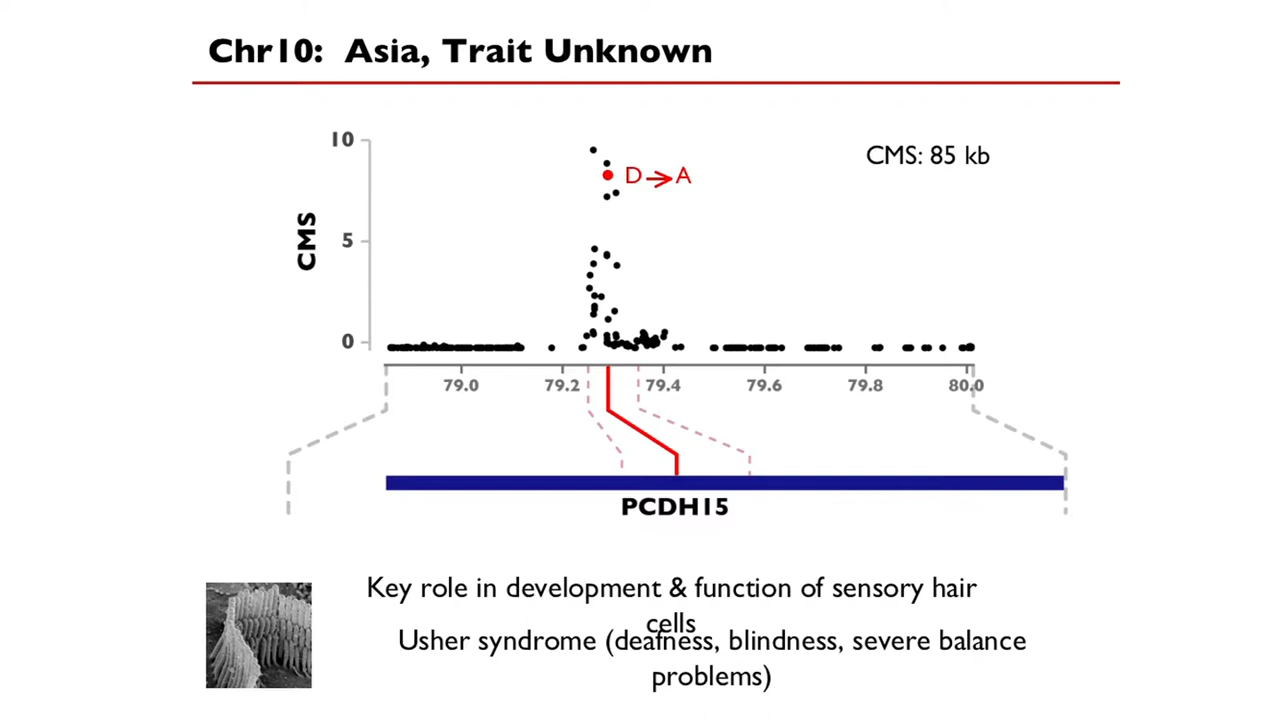 Chr10: Asia, Trait Unknown
10
CMS: 85 kb
D → A
CMS
5
0
79.0 79.2 79.4 79.6 79.8 80.0
PCDH15
Key role in development & function of sensory hair
cells
Usher syndrome (deafness, blindness, severe balance
problems)